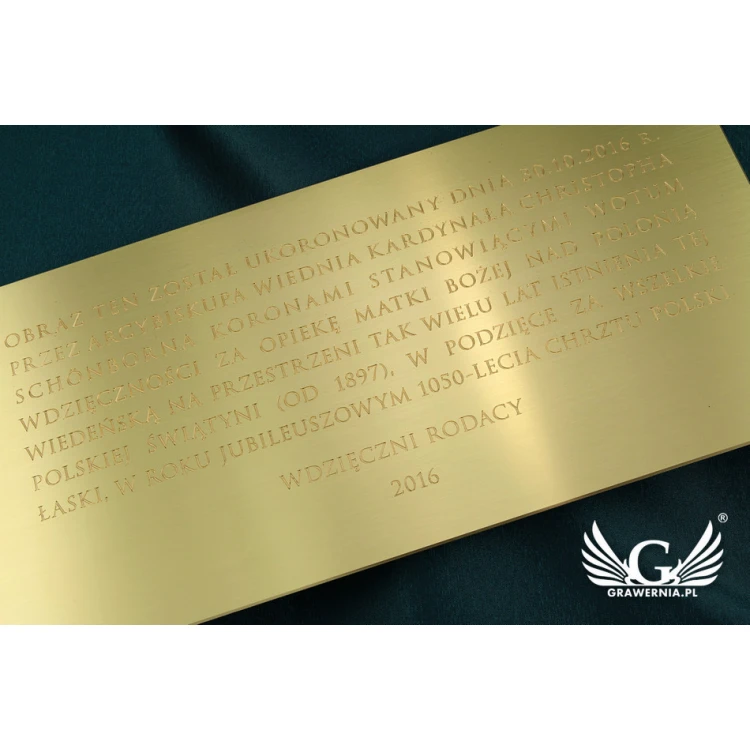 OBRAZ TEN ZOSTAŁ UKORONOWANY DNIA 30.10.2016 R.
PRZEZ ARCYBISKUPA WIEDNIA KARDYNAŁA CHRISTOPHA
SCHÖNBORNA KORONAMI STANOWIĄCYMI WOTUM
WDZIĘCZNOŚCI ZA OPIEKĘ MATKI BOŻEJ NAD POLONIĄ
WIEDEŃSKĄ NA PRZESTRZENI TAK WIELU LAT ISTNIENIA TEJ
POLSKIEJ ŚWIĄTYNI (OD 1897), W PODZIĘCE ZA WSZELKIE
ŁASKI, W ROKU JUBILEUSZOWYM 1050-LECIA CHRZTU POLSKI
WDZIĘCZNI RODACY
2016
G ®
GRAWERNIA.PL